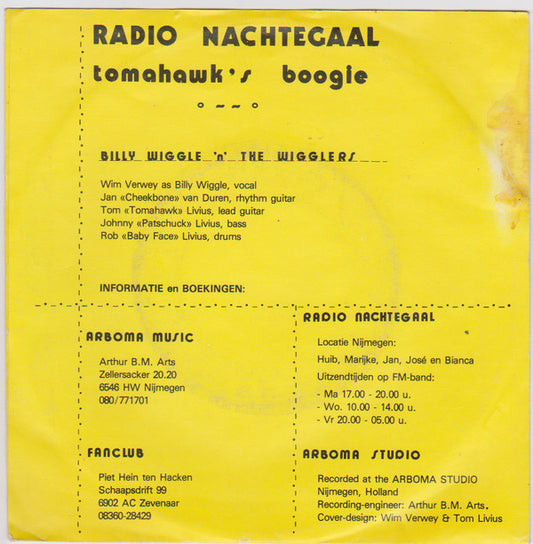 RADIO NACHTEGAAL
tomahawk's boogie
BILLY WIGGLE 'n' THE WIGGLERS
Wim Verwey as Billy Wiggle, vocal
Jan «Cheekbone» van Duren, rhythm guitar
Tom «Tomahawk» Livius, lead guitar
Johnny «Patschuck» Livius, bass
Rob «Baby Face» Livius, drums
INFORMATIE en BOEKINGEN:
ARBOMA MUSIC
Arthur B.M. Arts
Zellersacker 20.20
6546 HW Nijmegen
080/771701
FANCLUB
Piet Hein ten Hacken
Schaapsdrift 99
6902 AC Zevenaar
08360-28429
RADIO NACHTEGAAL
Locatie Nijmegen:
Huib, Marijke, Jan, José en Bianca
Uitzendtijden op FM-band:
- Ma 17.00 - 20.00 u.
- Wo. 10.00 - 14.00 u.
- Vr 20.00 - 05.00 u.
ARBOMA STUDIO
Recorded at the ARBOMA STUDIO
Nijmegen, Holland
Recording-engineer: Arthur B.M. Arts.
Cover-design: Wim Verwey & Tom Livius